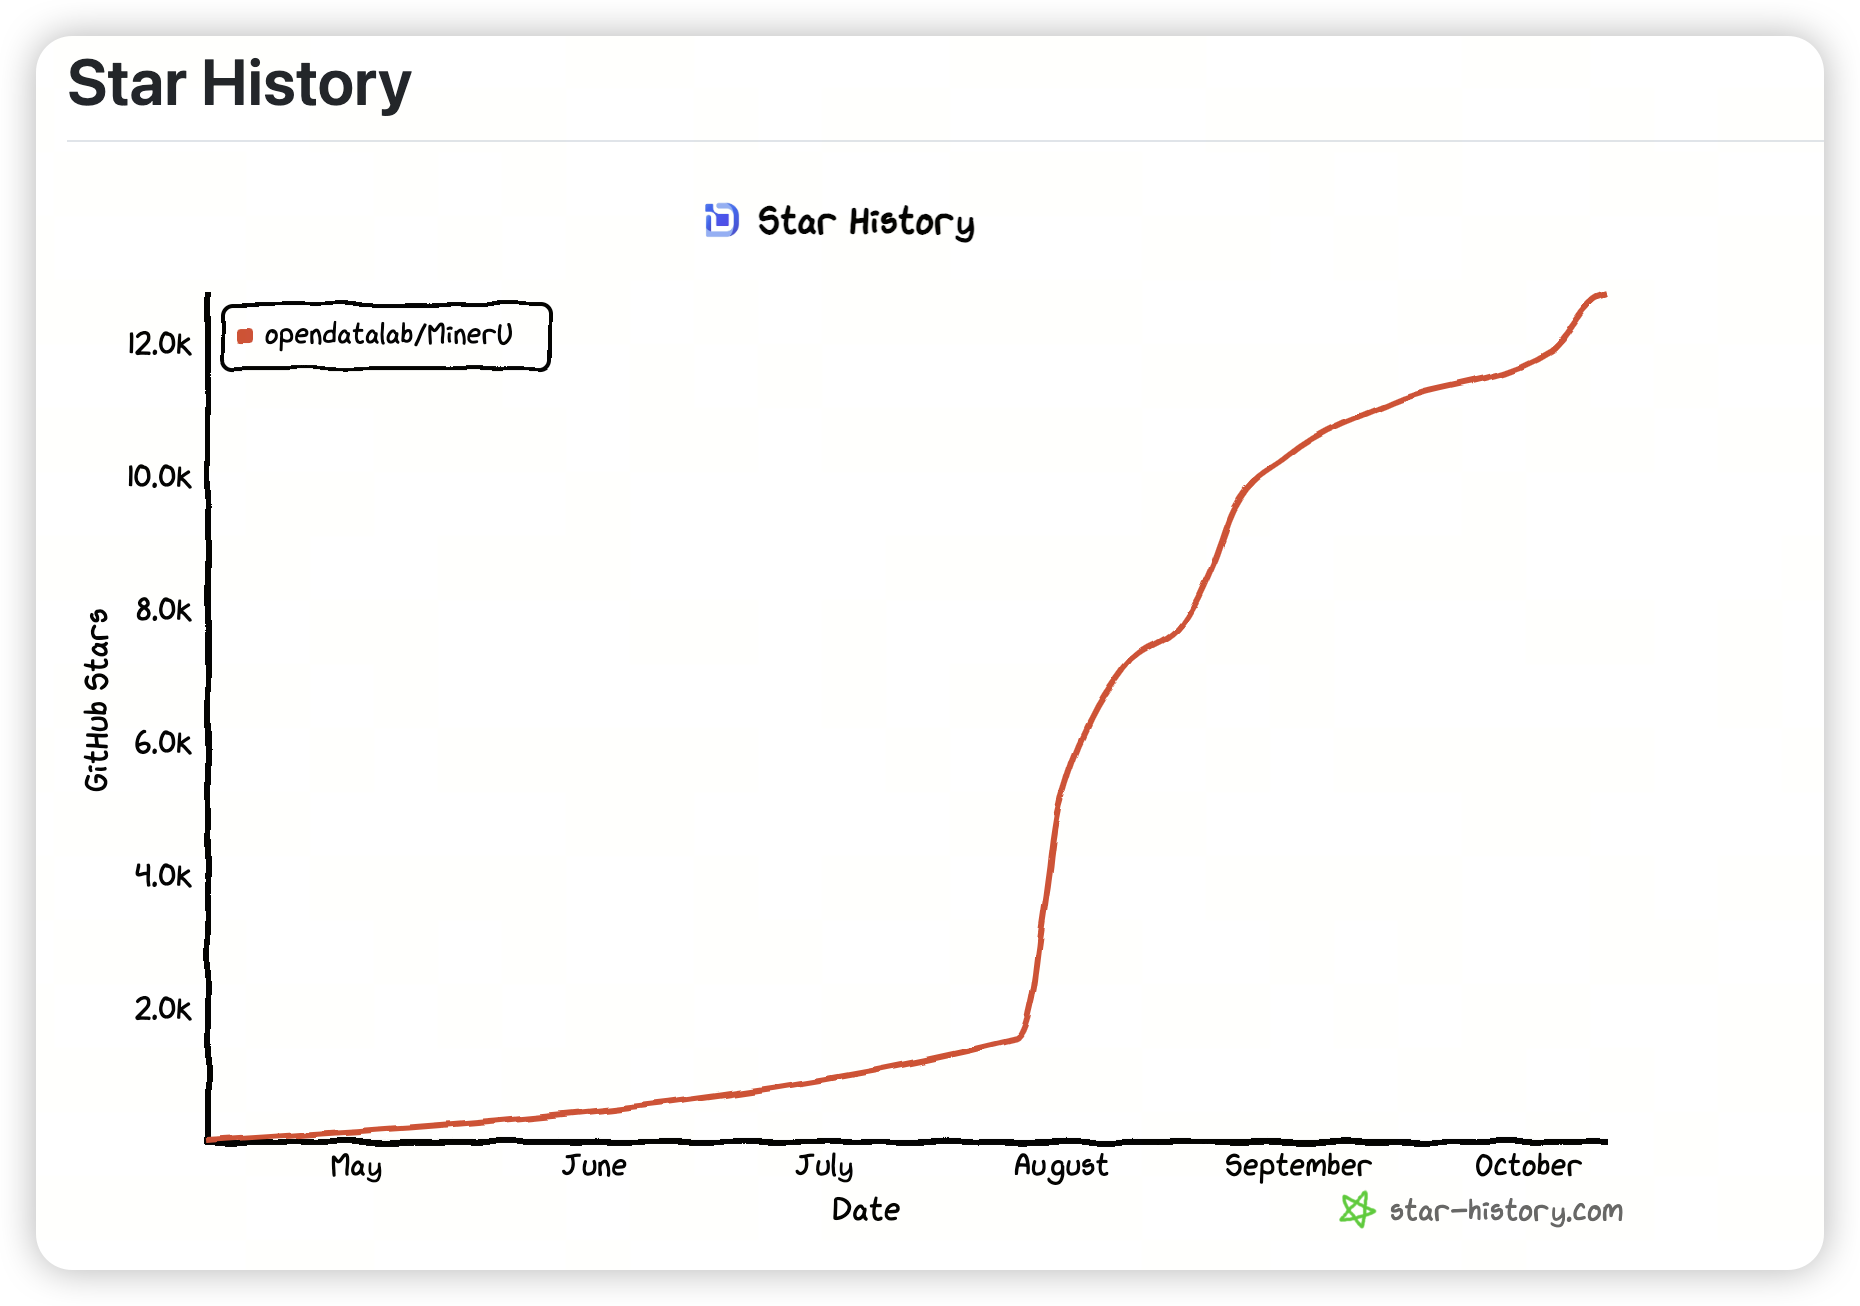 Star History
Star History
opendatalab/MinerU
12.0K
10.0K
8.0K
6.0K
4.0K
2.0K
GitHub Stars
May June July August September October
Date
star-history.com